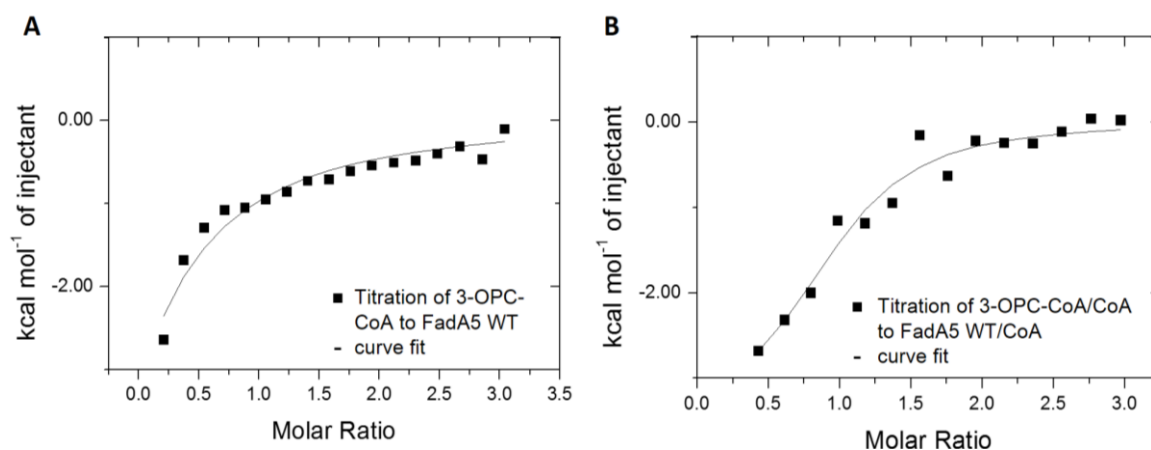 A
kcal mol⁻¹ of injectant
0.00
-2.00
■ Titration of 3-OPC-
CoA to FadA5 WT
– curve fit
0.0 0.5 1.0 1.5 2.0 2.5 3.0 3.5
Molar Ratio
B
kcal mol⁻¹ of injectant
0.00
-2.00
■ Titration of 3-OPC-CoA/CoA
to FadA5 WT/CoA
– curve fit
0.0 0.5 1.0 1.5 2.0 2.5 3.0
Molar Ratio